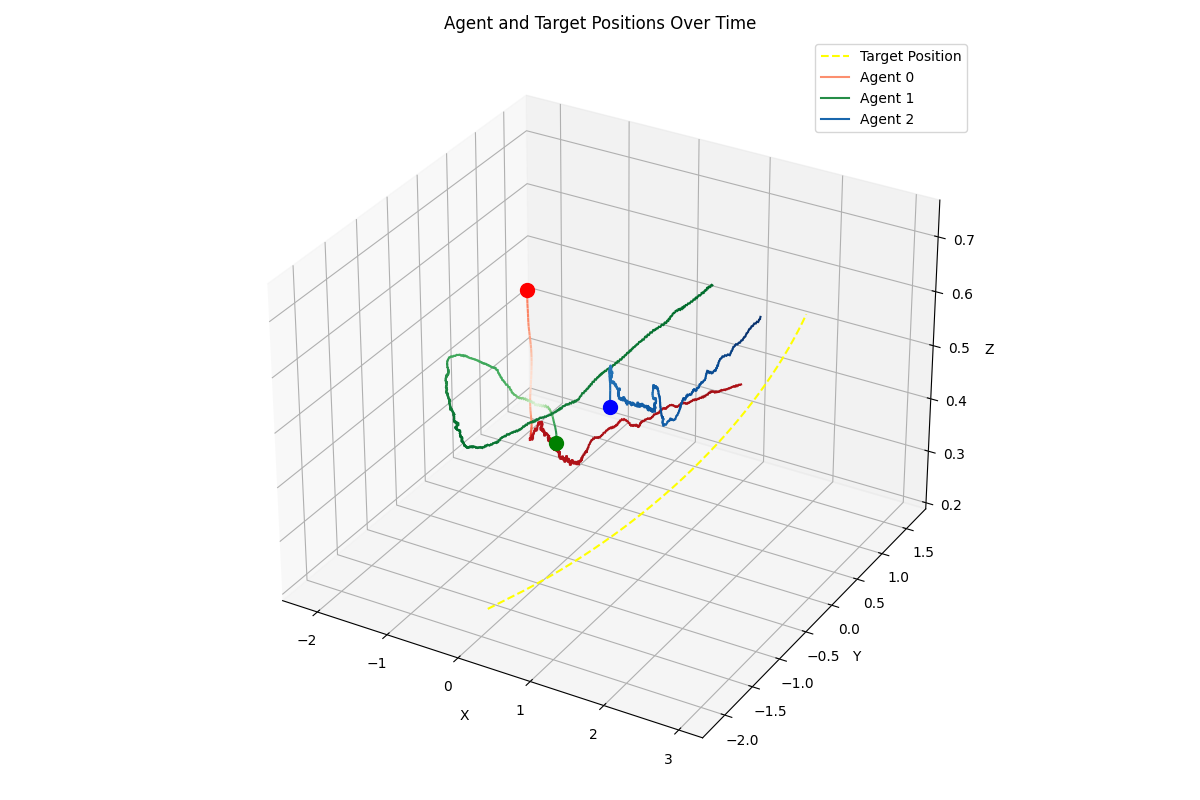 Agent and Target Positions Over Time
Target Position
Agent 0
Agent 1
Agent 2
0.7
0.6
0.5
Z
0.4
0.3
0.2
1.5
1.0
0.5
0.0
−0.5
Y
−1.0
−1.5
−2.0
−2
−1
0
1
2
3
X